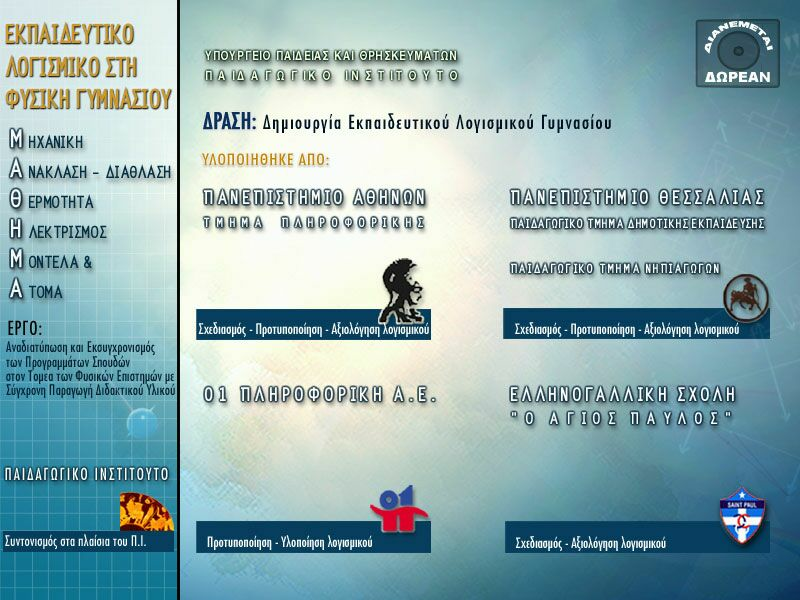 ΕΚΠΑΙΔΕΥΤΙΚΟ
ΛΟΓΙΣΜΙΚΟ ΣΤΗ
ΦΥΣΙΚΗ ΓΥΜΝΑΣΙΟΥ
ΜΗΧΑΝΙΚΗ
ΑΝΑΚΛΑΣΗ - ΔΙΑΘΛΑΣΗ
ΘΕΡΜΟΤΗΤΑ
ΗΛΕΚΤΡΙΣΜΟΣ
ΜΟΝΤΕΛΑ &
ΑΤΟΜΑ
ΕΡΓΟ:
Αναδιατύπωση και Εκσυγχρονισμός
των Προγραμμάτων Σπουδών
στον Τομεα των Φυσικών Επιστημών με
Σύγχρονη Παραγωγή Διδακτικού Υλικού
ΠΑΙΔΑΓΩΓΙΚΟ ΙΝΣΤΙΤΟΥΤΟ
Συντονισμός στα πλαίσια του Π.Ι.
ΥΠΟΥΡΓΕΙΟ ΠΑΙΔΕΙΑΣ ΚΑΙ ΘΡΗΣΚΕΥΜΑΤΩΝ
ΠΑΙΔΑΓΩΓΙΚΟ ΙΝΣΤΙΤΟΥΤΟ
ΔΙΑΝΕΜΕΤΑΙ
ΔΩΡΕΑΝ
ΔΡΑΣΗ: Δημιουργία Εκπαιδευτικού Λογισμικού Γυμνασίου
ΥΛΟΠΟΙΗΘΗΚΕ ΑΠΟ:
ΠΑΝΕΠΙΣΤΗΜΙΟ ΑΘΗΝΩΝ
ΤΜΗΜΑ ΠΛΗΡΟΦΟΡΙΚΗΣ
Σχεδιασμός - Προτυποποίηση - Αξιολόγηση λογισμικού
ΠΑΝΕΠΙΣΤΗΜΙΟ ΘΕΣΣΑΛΙΑΣ
ΠΑΙΔΑΓΩΓΙΚΟ ΤΜΗΜΑ ΔΗΜΟΤΙΚΗΣ ΕΚΠΑΙΔΕΥΣΗΣ
ΠΑΙΔΑΓΩΓΙΚΟ ΤΜΗΜΑ ΝΗΠΙΑΓΩΓΩΝ
Σχεδιασμός - Προτυποποίηση - Αξιολόγηση λογισμικού
01 ΠΛΗΡΟΦΟΡΙΚΗ Α.Ε.
01
Π
Προτυποποίηση - Υλοποίηση λογισμικού
ΕΛΛΗΝΟΓΑΛΛΙΚΗ ΣΧΟΛΗ
"Ο ΑΓΙΟΣ ΠΑΥΛΟΣ"
SAINT PAUL
Σχεδιασμός - Αξιολόγηση λογισμικού